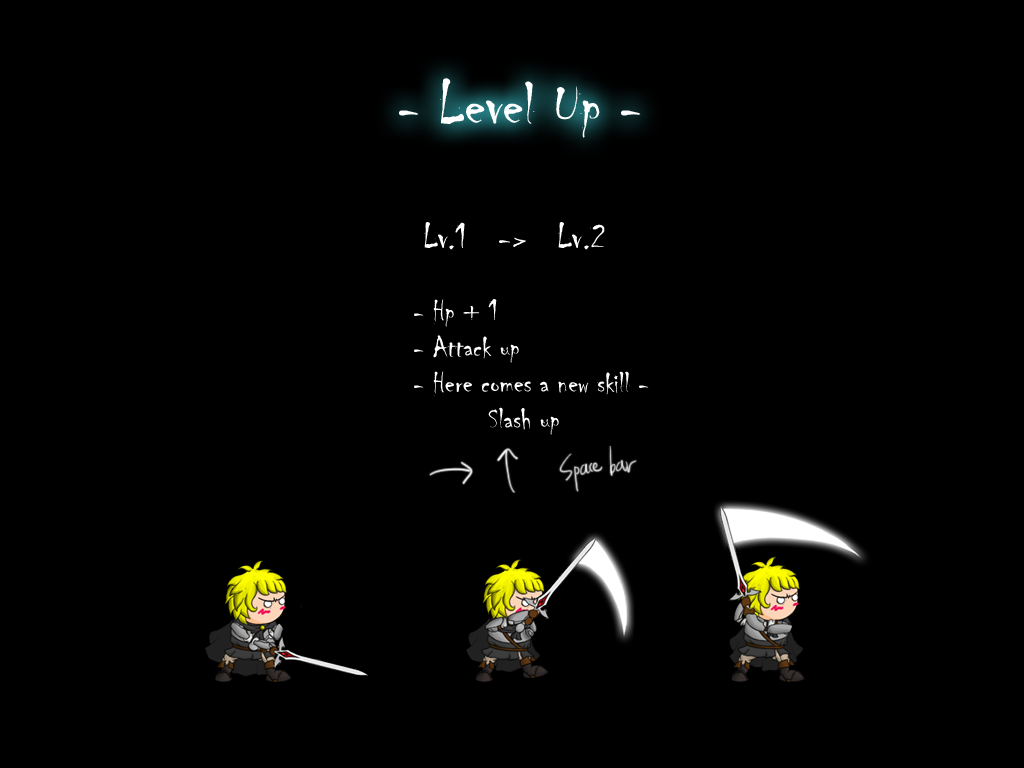 - Level Up -
Lv.1 -> Lv.2
- Hp + 1
- Attack up
- Here comes a new skill -
Slash up
→ ↑ Space bar